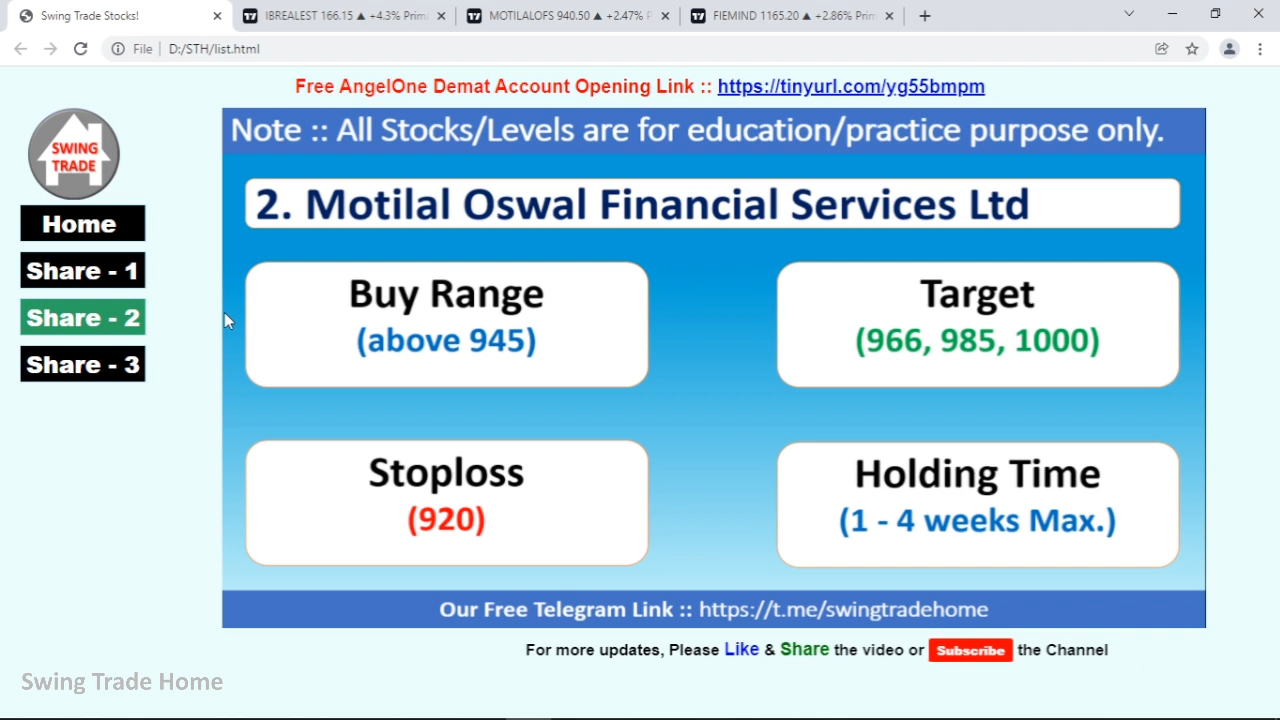 Swing Trade Stocks!
IBREALEST 166.15 ▲ +4.3% Prima
MOTILALOFS 940.50 ▲ +2.47% P
FIEMIND 1165.20 ▲ +2.86% Prim
File
D:/STH/list.html
Free AngelOne Demat Account Opening Link :: https://tinyurl.com/yg55bmpm
SWING
TRADE
Home
Share - 1
Share - 2
Share - 3
Note :: All Stocks/Levels are for education/practice purpose only.
2. Motilal Oswal Financial Services Ltd
Buy Range
(above 945)
Target
(966, 985, 1000)
Stoploss
(920)
Holding Time
(1 - 4 weeks Max.)
Our Free Telegram Link :: https://t.me/swingtradehome
For more updates, Please Like & Share the video or Subscribe the Channel
Swing Trade Home